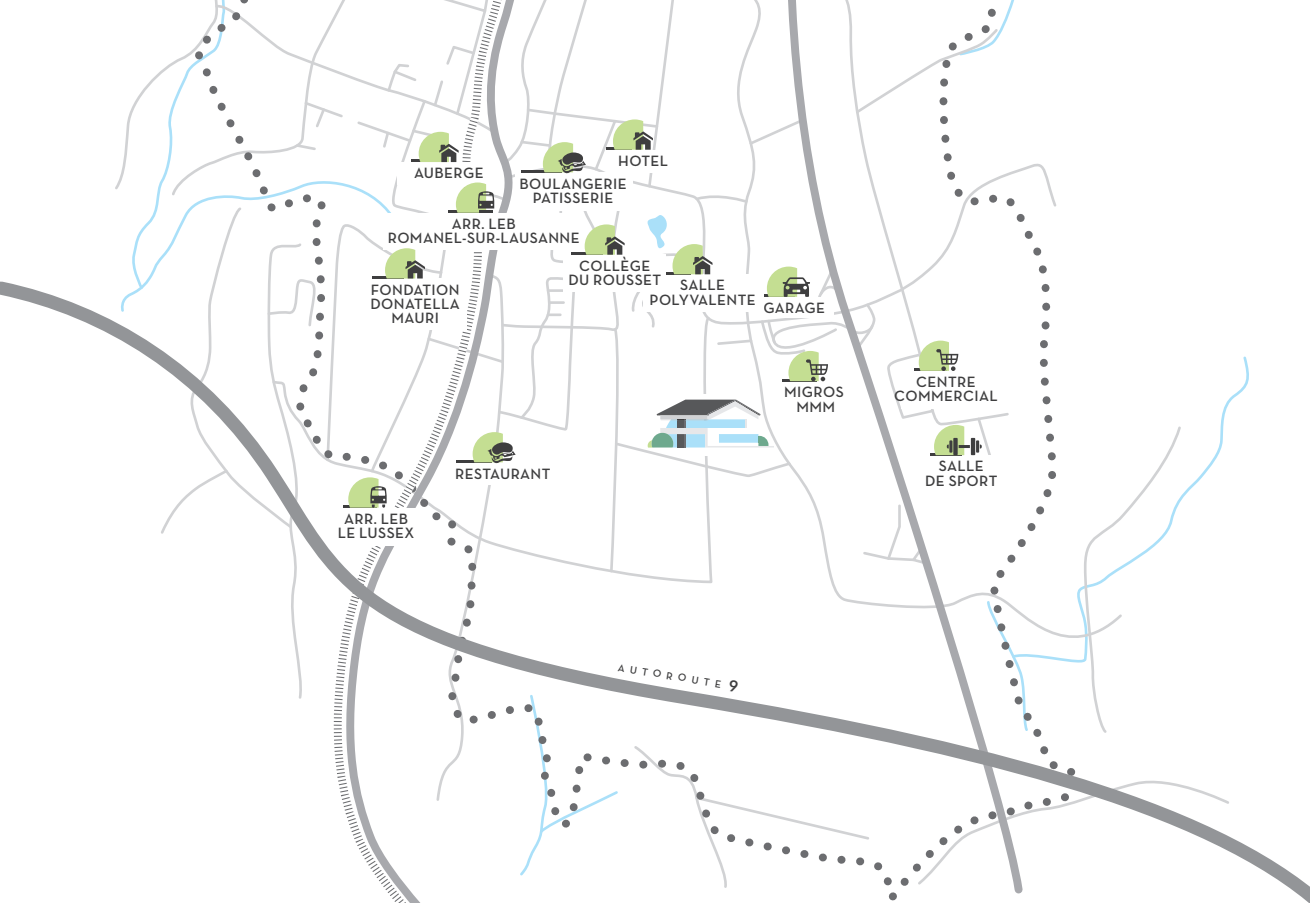 HOTEL
AUBERGE
BOULANGERIE
PATISSERIE
ARR. LEB
ROMANEL-SUR-LAUSANNE
COLLÈGE
DU ROUSSET
SALLE
POLYVALENTE
FONDATION
DONATELLA
MAURI
GARAGE
MIGROS
MMM
CENTRE
COMMERCIAL
RESTAURANT
SALLE
DE SPORT
ARR. LEB
LE LUSSEX
AUTOROUTE 9